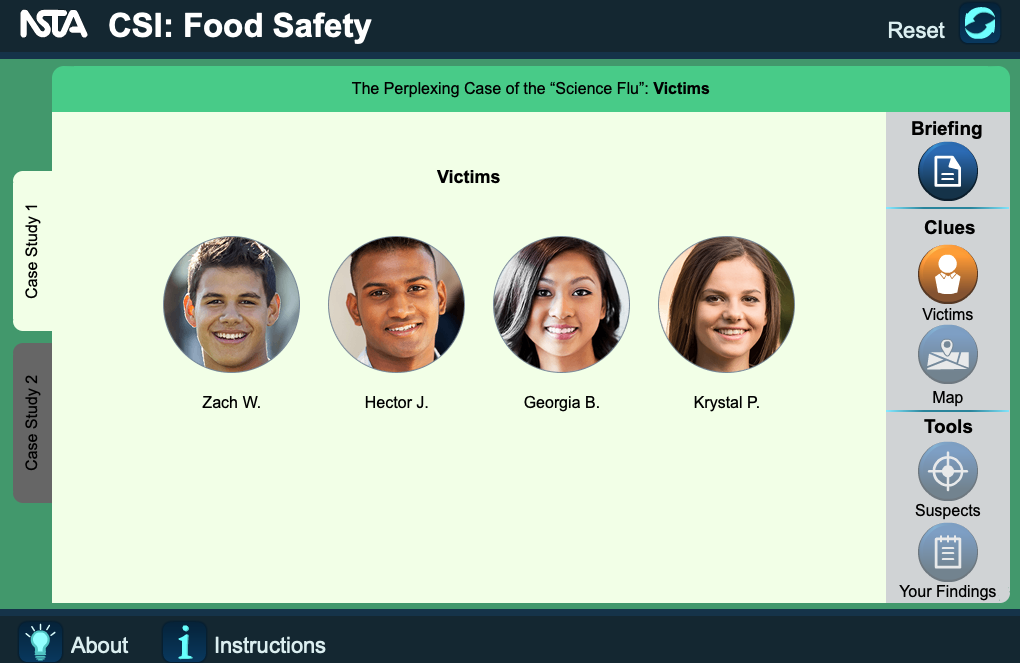 NSTA CSI: Food Safety
Reset
The Perplexing Case of the “Science Flu”: Victims
Case Study 1
Case Study 2
Victims
Zach W.
Hector J.
Georgia B.
Krystal P.
Briefing
Clues
Victims
Map
Tools
Suspects
Your Findings
About
Instructions